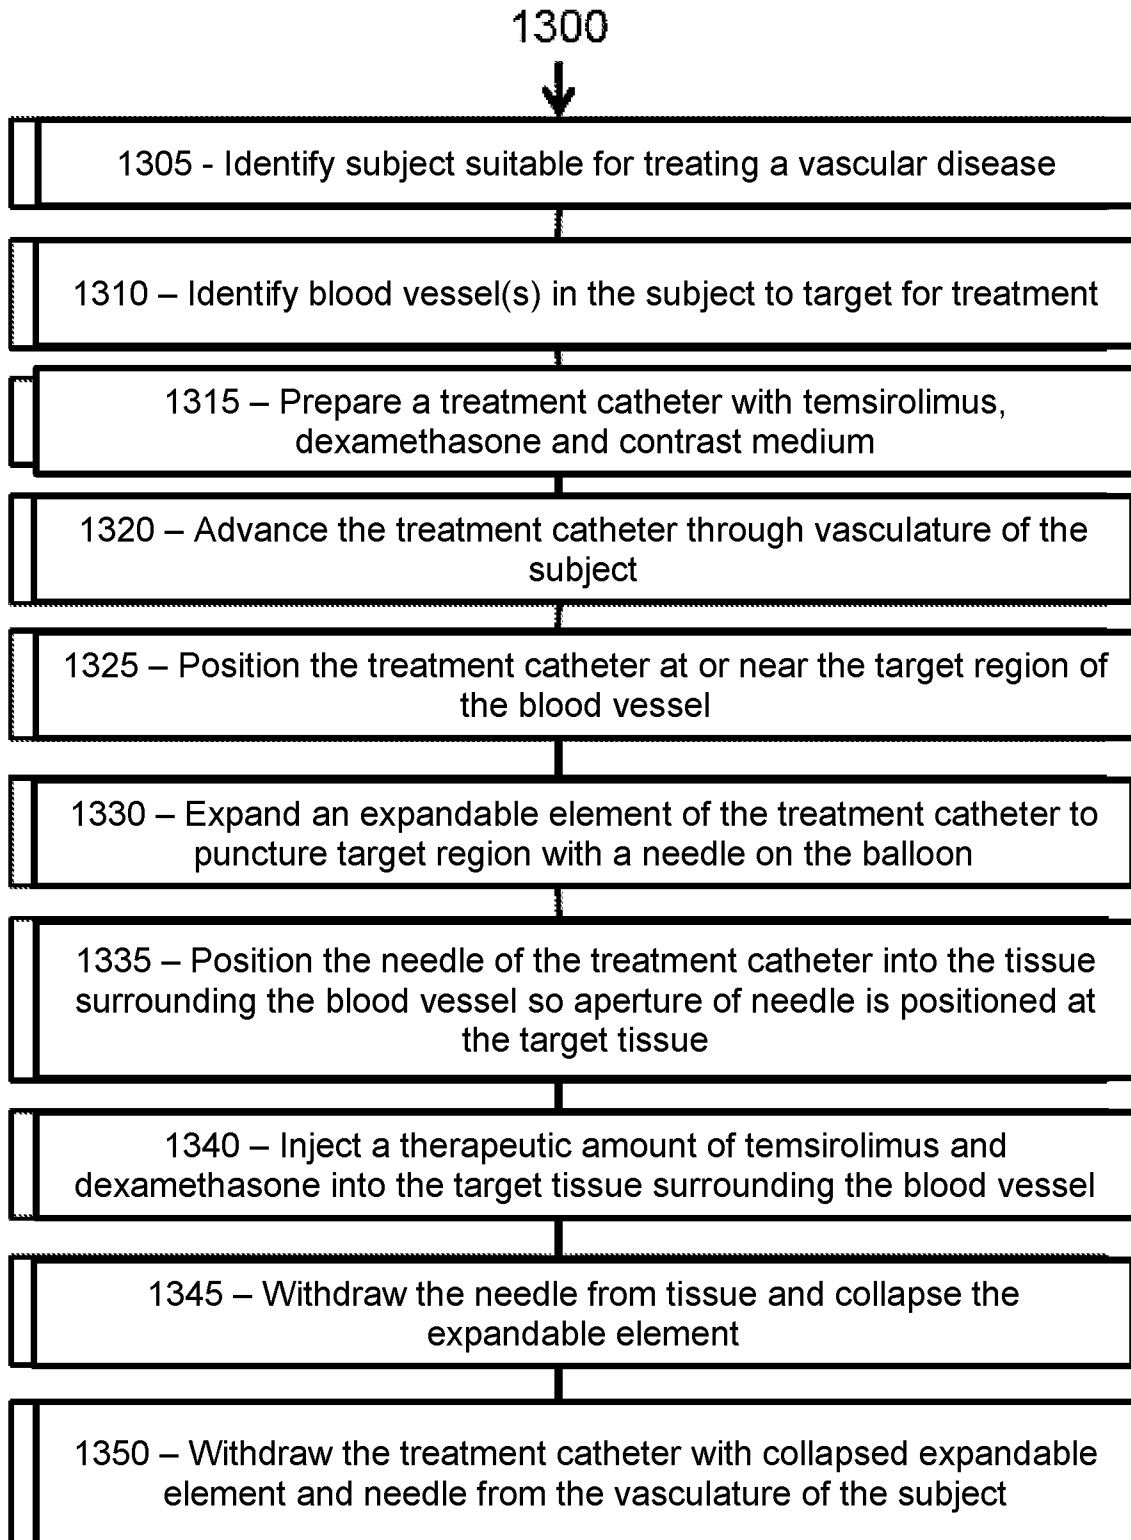 1300
1305 - Identify subject suitable for treating a vascular disease
1310 – Identify blood vessel(s) in the subject to target for treatment
1315 – Prepare a treatment catheter with temsirolimus,
dexamethasone and contrast medium
1320 – Advance the treatment catheter through vasculature of the
subject
1325 – Position the treatment catheter at or near the target region of
the blood vessel
1330 – Expand an expandable element of the treatment catheter to
puncture target region with a needle on the balloon
1335 – Position the needle of the treatment catheter into the tissue
surrounding the blood vessel so aperture of needle is positioned at
the target tissue
1340 – Inject a therapeutic amount of temsirolimus and
dexamethasone into the target tissue surrounding the blood vessel
1345 – Withdraw the needle from tissue and collapse the
expandable element
1350 – Withdraw the treatment catheter with collapsed expandable
element and needle from the vasculature of the subject